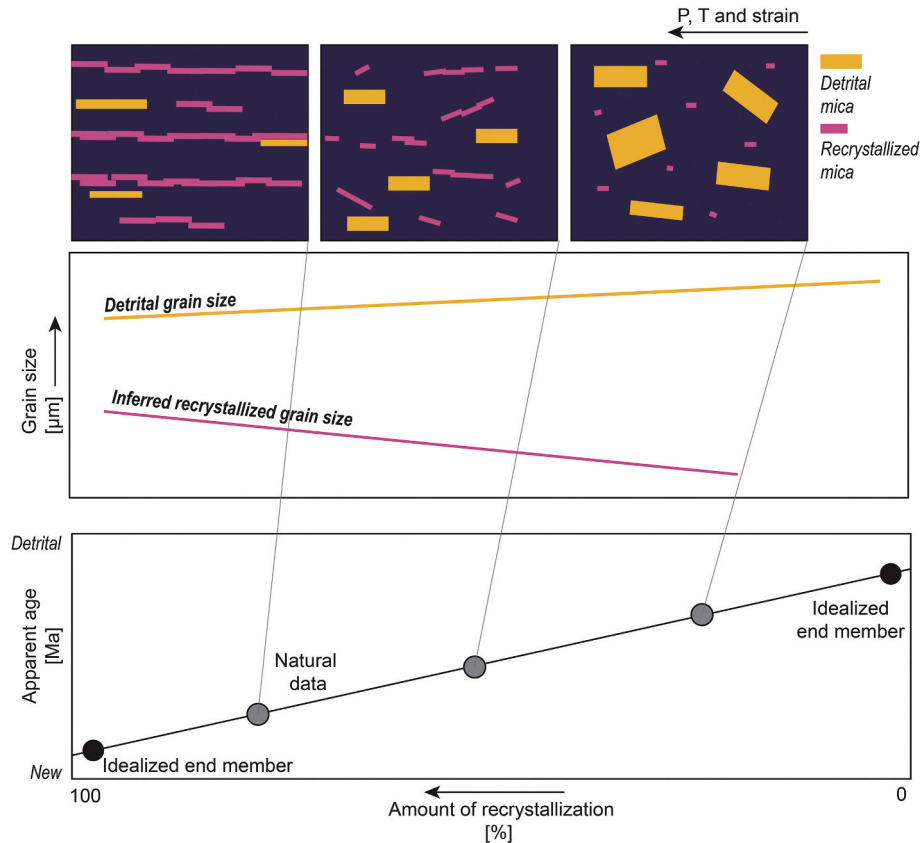 P, T and strain
Detrital
mica
Recrystallized
mica
Detrital grain size
Inferred recrystallized grain size
Grain size
[µm]
Detrital
Apparent age
[Ma]
Idealized
end member
Natural
data
Idealized end member
New
100
0
Amount of recrystallization
[%]